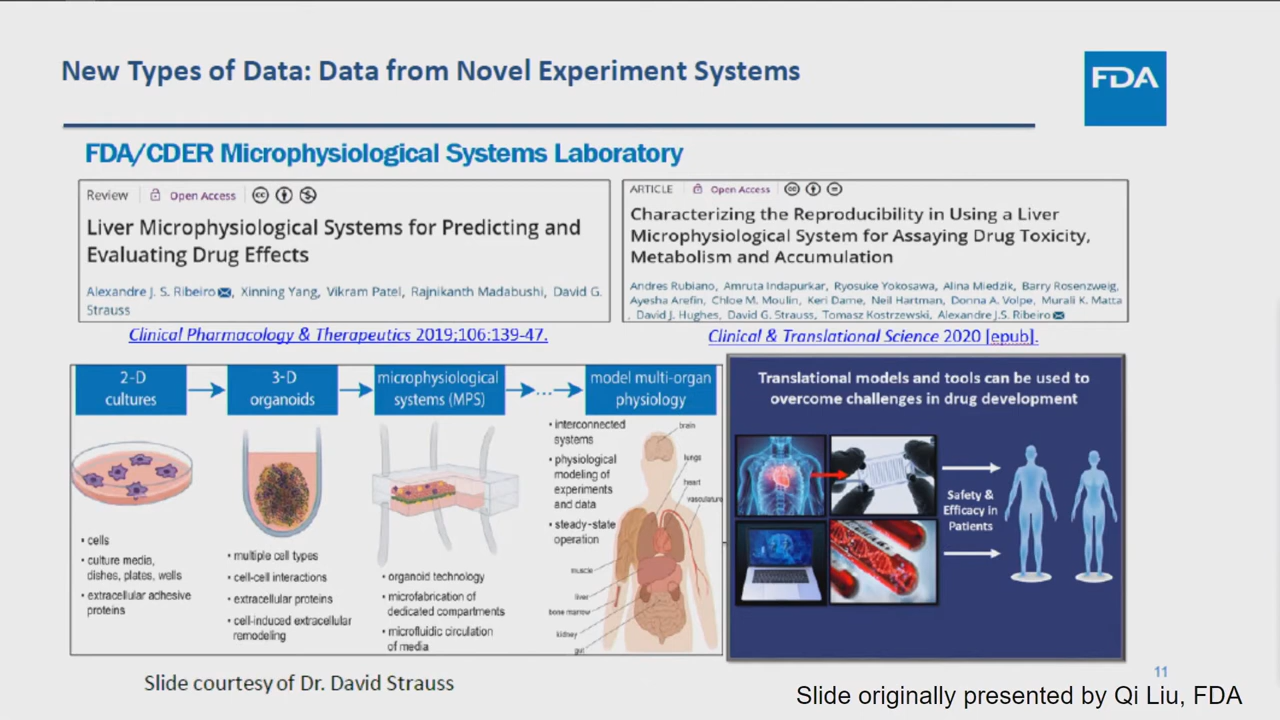 New Types of Data: Data from Novel Experiment Systems
FDA
FDA/CDER Microphysiological Systems Laboratory
Review Open Access
Liver Microphysiological Systems for Predicting and
Evaluating Drug Effects
Alexandre J. S. Ribeiro, Xinning Yang, Vikram Patel, Rajnikanth Madabushi, David G.
Strauss
Clinical Pharmacology & Therapeutics 2019;106:139-47.
ARTICLE Open Access
Characterizing the Reproducibility in Using a Liver
Microphysiological System for Assaying Drug Toxicity,
Metabolism and Accumulation
Andres Rubiano, Amruta Indapurkar, Ryosuke Yokosawa, Alina Miedzik, Barry Rosenzweig,
Ayesha Arefin, Chloe M. Moulin, Keri Dame, Neil Hartman, Donna A. Volpe, Murali K. Matta
, David J. Hughes, David G. Strauss, Tomasz Kostrzewski, Alexandre J.S. Ribeiro
Clinical & Translational Science 2020 [epub].
2-D
cultures
• cells
• culture media,
dishes, plates, wells
• extracellular adhesive
proteins
3-D
organoids
• multiple cell types
• cell-cell interactions
• extracellular proteins
• cell-induced extracellular
remodeling
microphysiological
systems (MPS)
• organoid technology
• microfabrication of
dedicated compartments
• microfluidic circulation
of media
...
model multi-organ
physiology
• interconnected
systems
• physiological
modeling of
experiments
and data
• steady-state
operation
brain
lungs
heart
vasculature
muscle
liver
bone marrow
kidney
gut
Translational models and tools can be used to
overcome challenges in drug development
Safety &
Efficacy in
Patients
11
Slide courtesy of Dr. David Strauss
Slide originally presented by Qi Liu, FDA